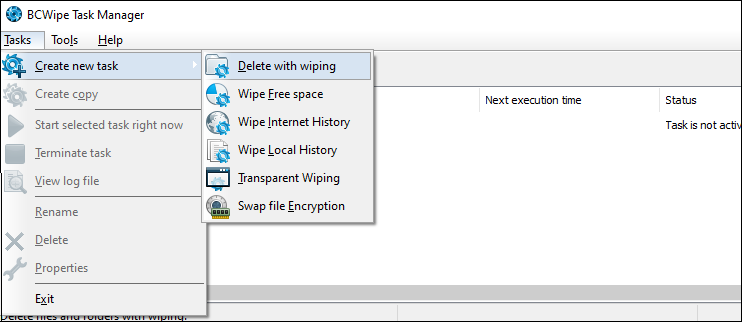 BCWipe Task Manager
Tasks Tools Help
Create new task
Create copy
Start selected task right now
Terminate task
View log file
Rename
Delete
Properties
Exit
Delete with wiping
Wipe Free space
Wipe Internet History
Wipe Local History
Transparent Wiping
Swap file Encryption
Next execution time Status
Task is not activ
Delete files and folders with wiping.